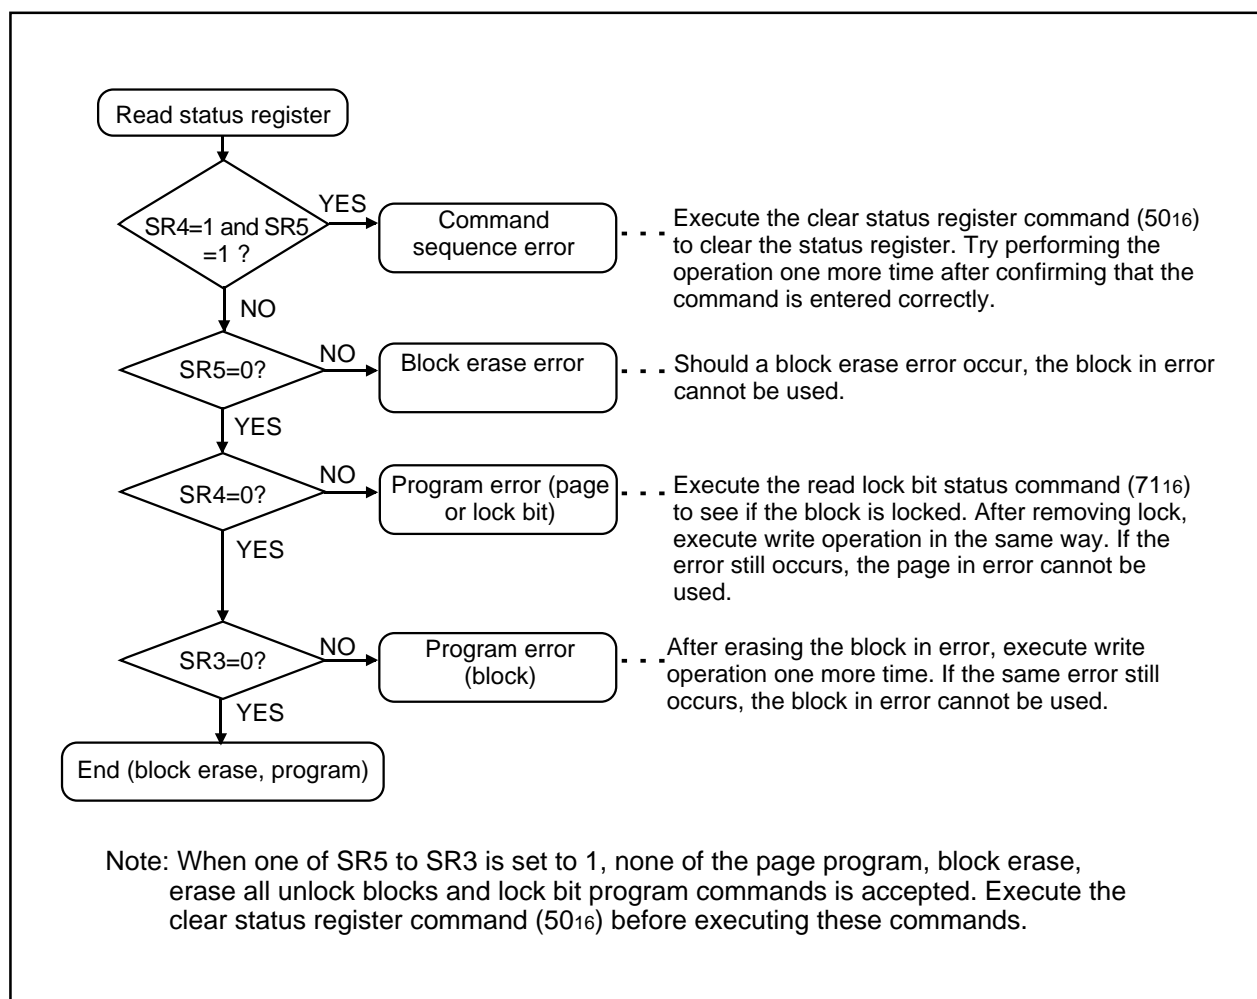 Read status register
YES
SR4=1 and SR5
=1 ?
Command
sequence error
Execute the clear status register command (5016)
to clear the status register. Try performing the
operation one more time after confirming that the
command is entered correctly.
NO
SR5=0?
NO
Block erase error
Should a block erase error occur, the block in error
cannot be used.
YES
SR4=0?
NO
Program error (page
or lock bit)
Execute the read lock bit status command (7116)
to see if the block is locked. After removing lock,
execute write operation in the same way. If the
error still occurs, the page in error cannot be
used.
YES
SR3=0?
NO
Program error
(block)
After erasing the block in error, execute write
operation one more time. If the same error still
occurs, the block in error cannot be used.
YES
End (block erase, program)
Note: When one of SR5 to SR3 is set to 1, none of the page program, block erase,
erase all unlock blocks and lock bit program commands is accepted. Execute the
clear status register command (5016) before executing these commands.